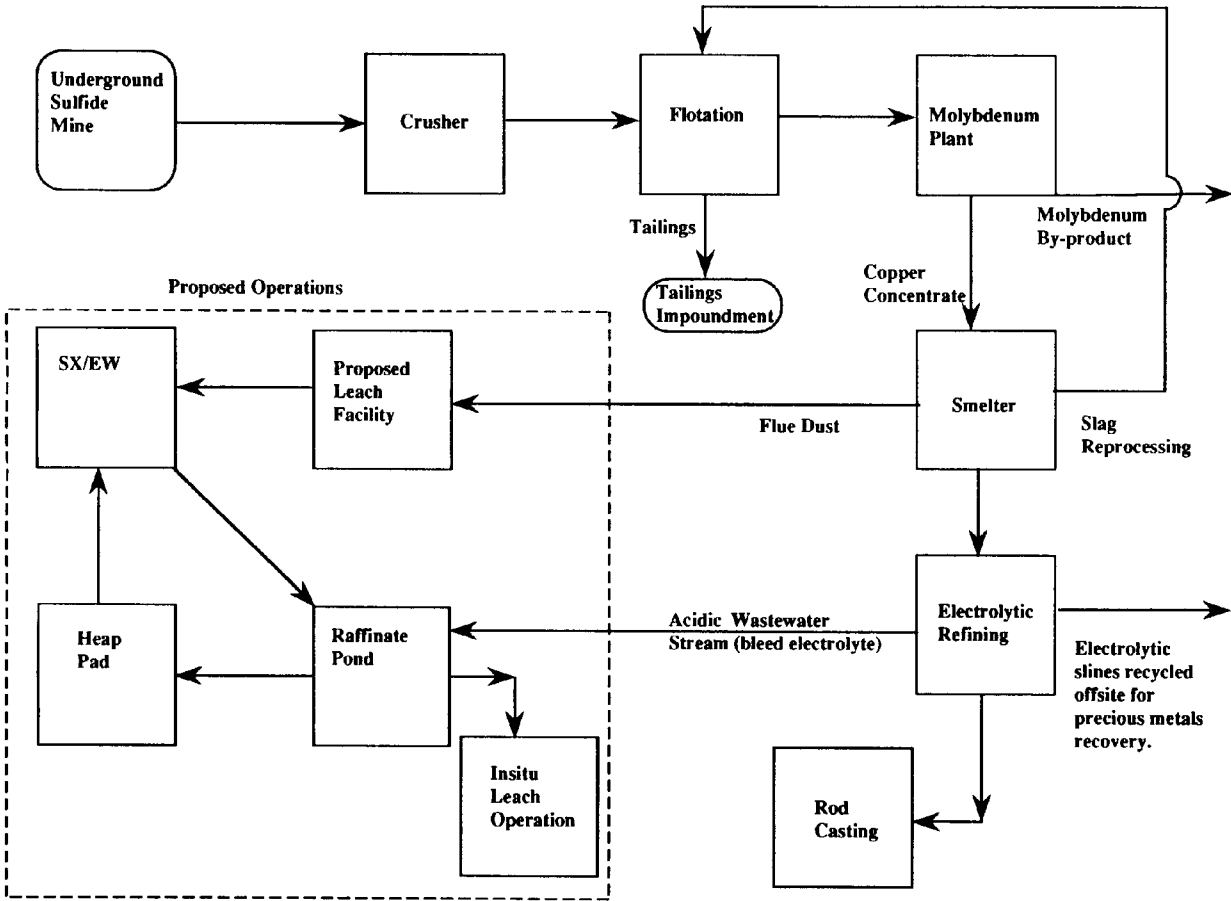 Underground
Sulfide
Mine
Crusher
Flotation
Molybdenum
Plant
Tailings
Molybdenum
By-product
Copper
Concentrate
Tailings
Impoundment
Proposed Operations
SX/EW
Proposed
Leach
Facility
Flue Dust
Smelter
Slag
Reprocessing
Heap
Pad
Raffinate
Pond
Acidic Wastewater
Stream (bleed electrolyte)
Electrolytic
Refining
Electrolytic
slines recycled
offsite for
precious metals
recovery.
Insitu
Leach
Operation
Rod
Casting